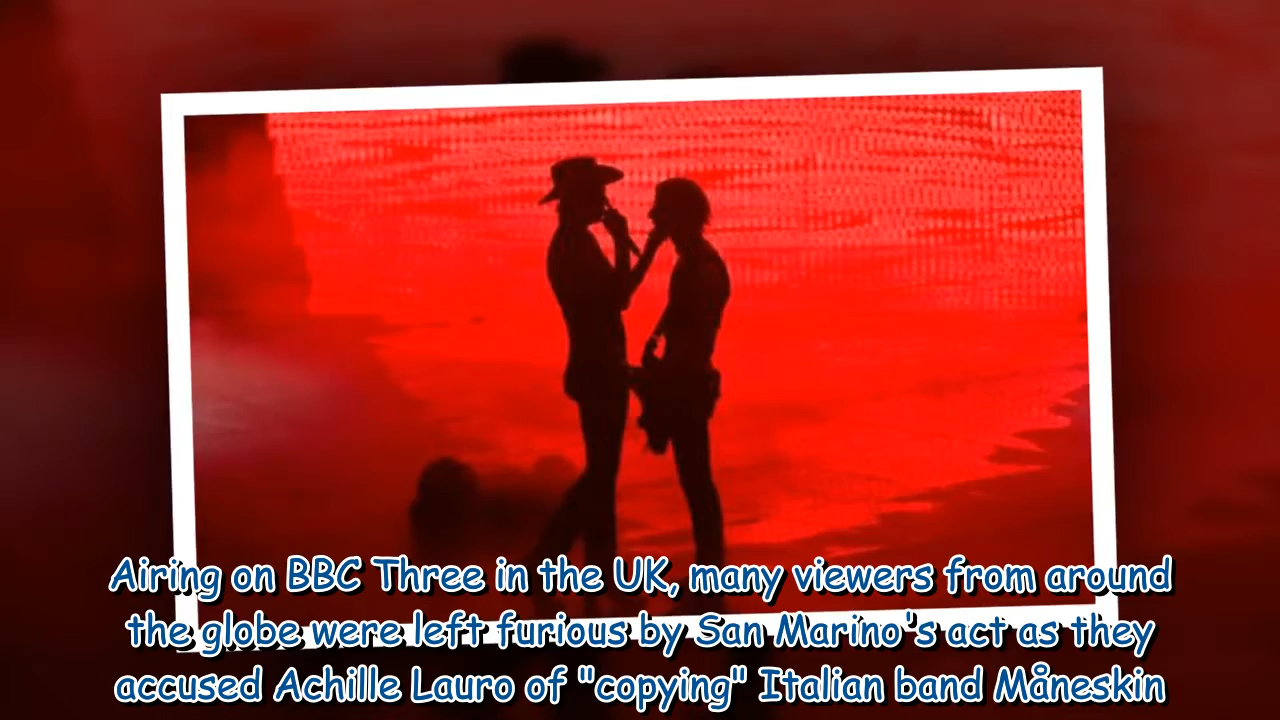 Airing on BBC Three in the UK, many viewers from around
the globe were left furious by San Marino's act as they
accused Achille Lauro of "copying" Italian band Måneskin